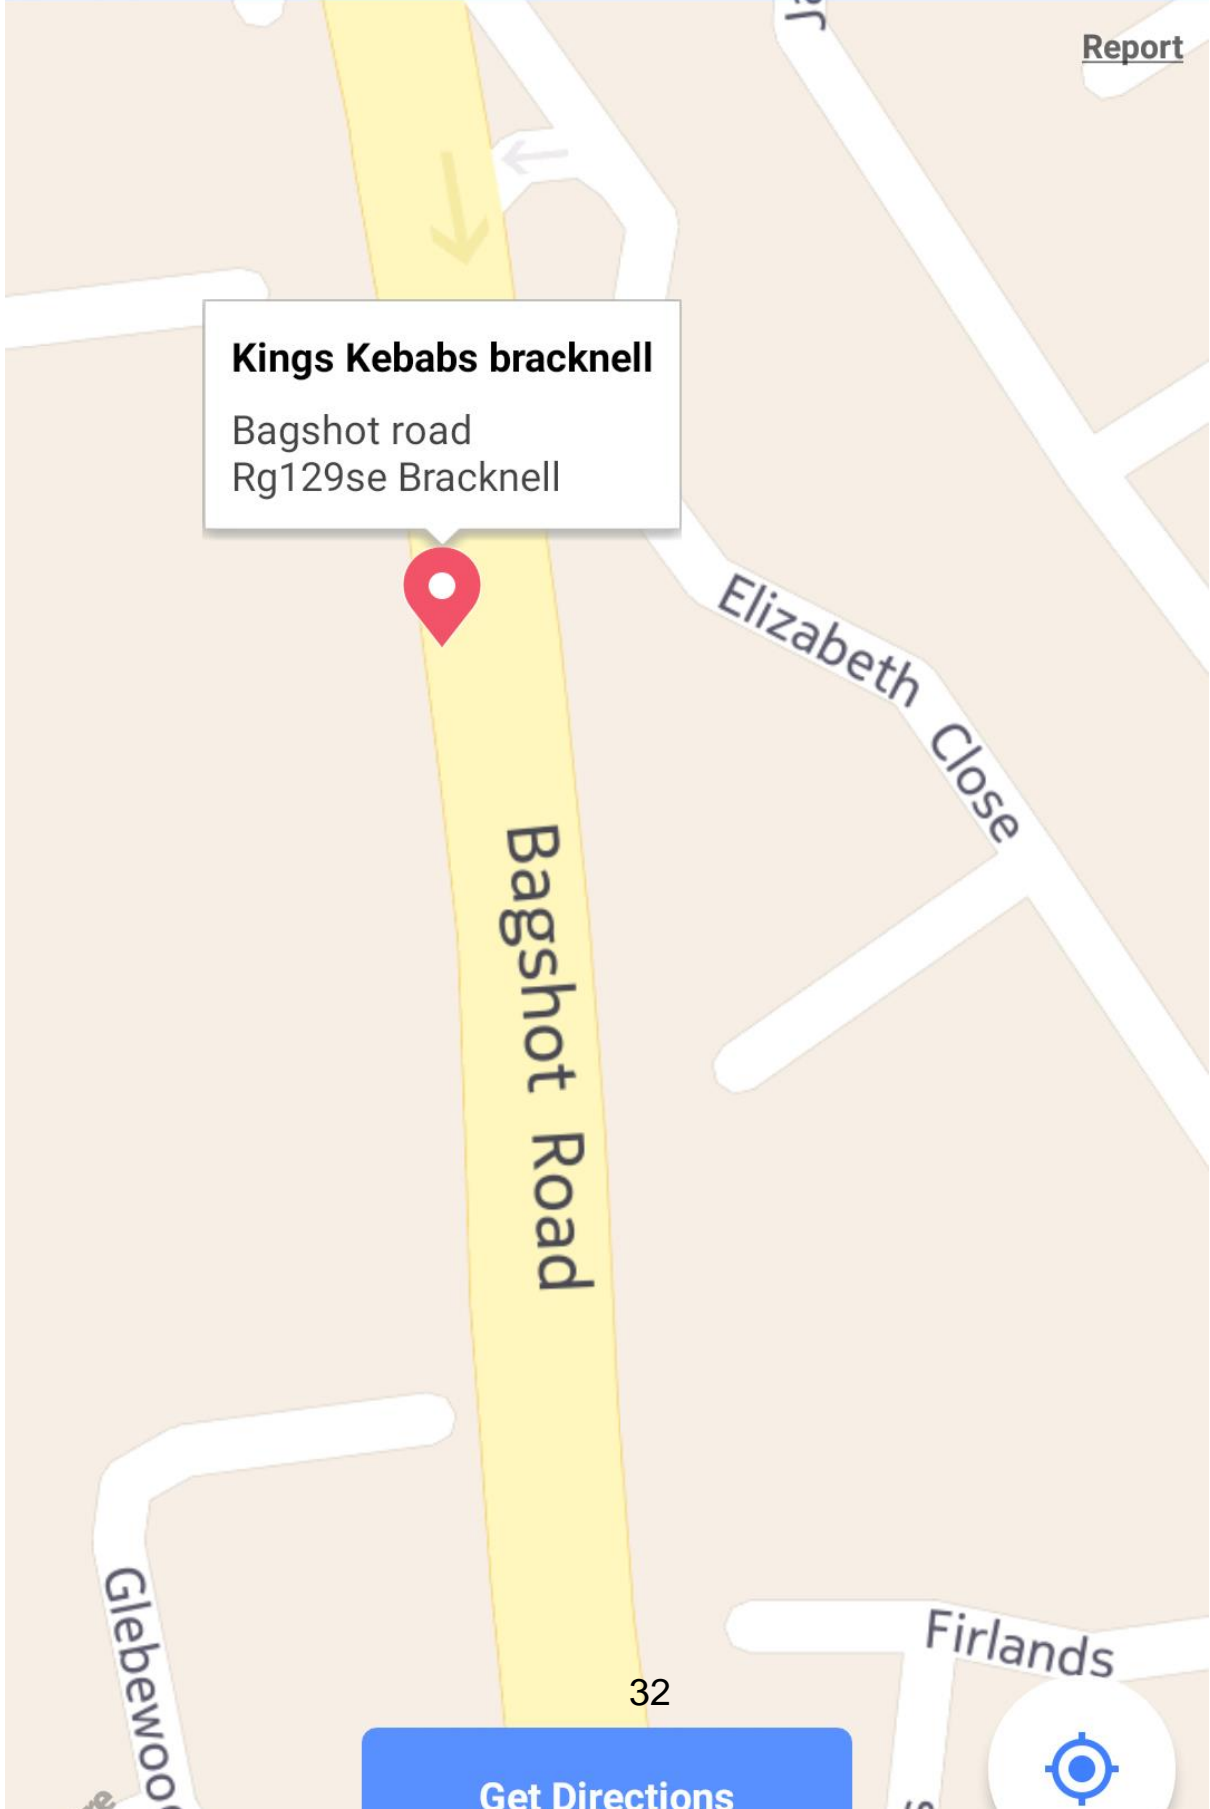 Report
Kings Kebabs bracknell
Bagshot road
Rg129se Bracknell
Elizabeth Close
Bagshot Road
Firlands
32
Get Directions